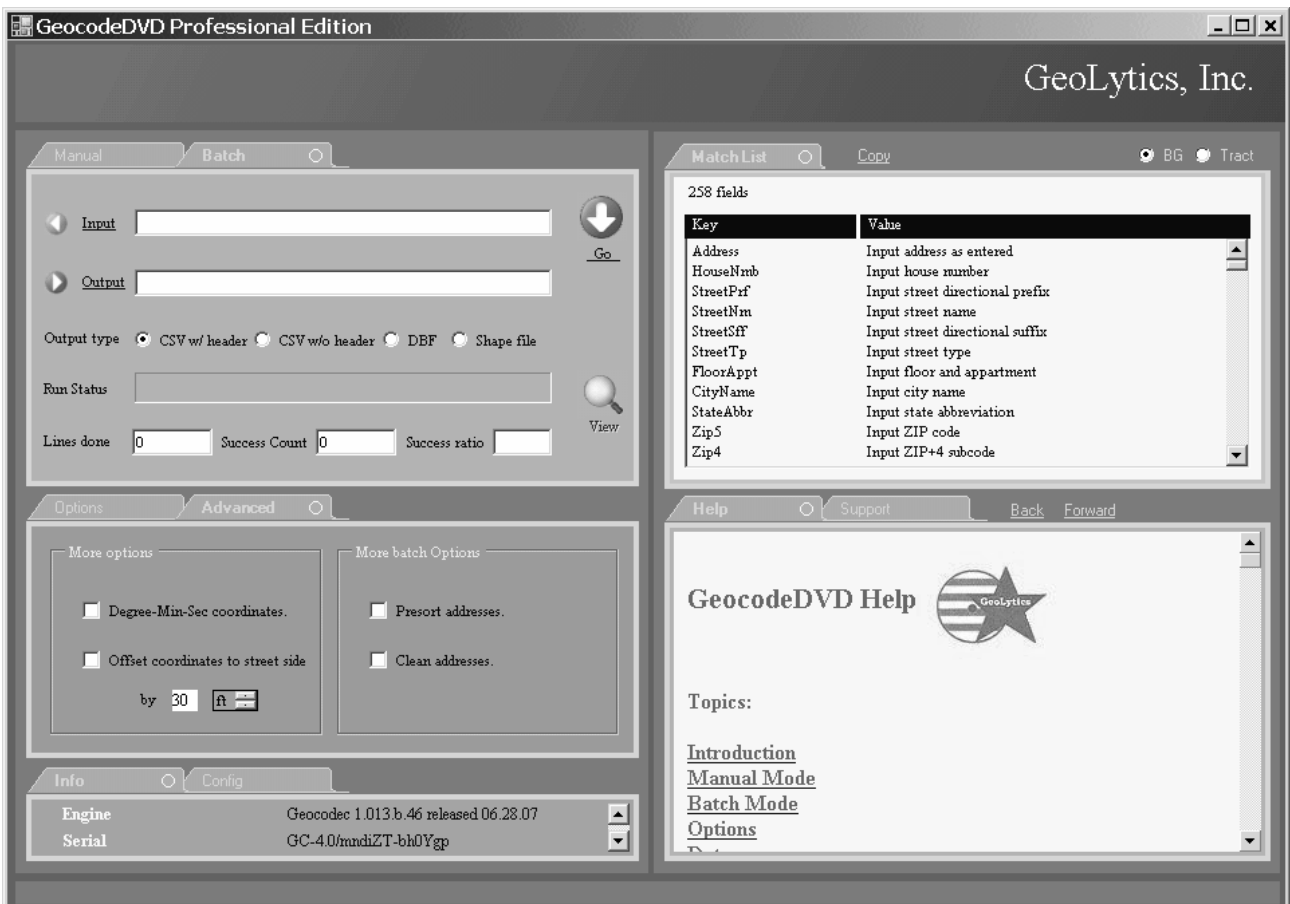 GeocodeDVD Professional Edition
GeoLytics, Inc.
Manual Batch
Input
Go
Output
Output type CSV w/ header CSV w/o header DBF Shape file
Run Status
View
Lines done 0 Success Count 0 Success ratio
Options Advanced
More options
Degree-Min-Sec coordinates.
Offset coordinates to street side
by 30 ft
More batch Options
Presort addresses.
Clean addresses.
Info Config
Engine Geocodec 1.013.b.46 released 06.28.07
Serial GC-4.0/mndiZT-bh0Ygp
Match List Copy BG Tract
258 fields
Key Value
Address Input address as entered
HouseNmb Input house number
StreetPrf Input street directional prefix
StreetNm Input street name
StreetSff Input street directional suffix
StreetTp Input street type
FloorAppt Input floor and appartment
CityName Input city name
StateAbbr Input state abbreviation
Zip5 Input ZIP code
Zip4 Input ZIP+4 subcode
Help Support Back Forward
GeocodeDVD Help
GeoLytics
Topics:
Introduction
Manual Mode
Batch Mode
Options